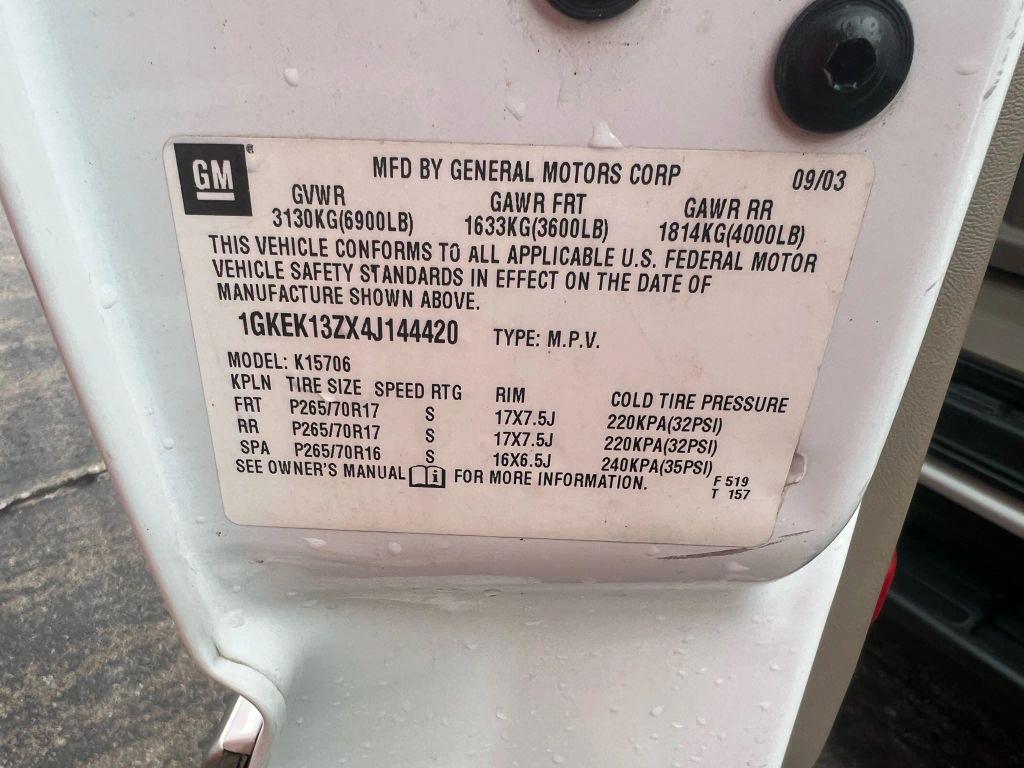 GM ® MFD BY GENERAL MOTORS CORP 09/03
GVWR GAWR FRT GAWR RR
3130KG(6900LB) 1633KG(3600LB) 1814KG(4000LB)
THIS VEHICLE CONFORMS TO ALL APPLICABLE U.S. FEDERAL MOTOR
VEHICLE SAFETY STANDARDS IN EFFECT ON THE DATE OF
MANUFACTURE SHOWN ABOVE.
1GKEK13ZX4J144420 TYPE: M.P.V.
MODEL: K15706
KPLN TIRE SIZE SPEED RTG RIM COLD TIRE PRESSURE
FRT P265/70R17 S 17X7.5J 220KPA(32PSI)
RR P265/70R17 S 17X7.5J 220KPA(32PSI)
SPA P265/70R16 S 16X6.5J 240KPA(35PSI)
SEE OWNER'S MANUAL i FOR MORE INFORMATION. F 519
T 157